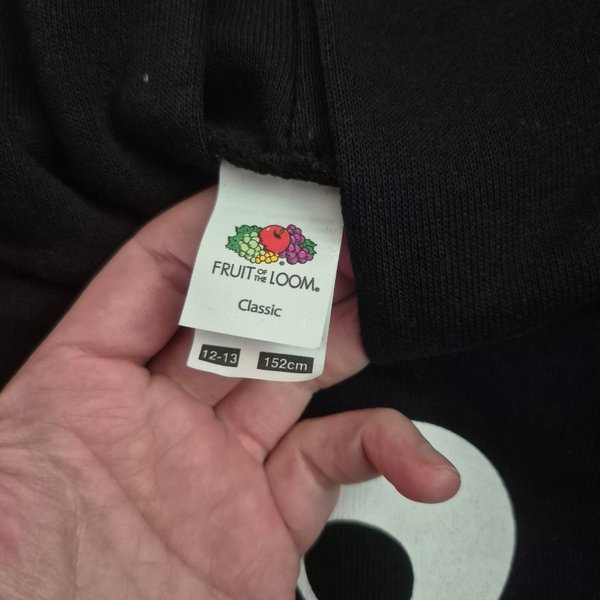 FRUIT OF THE LOOM®
Classic
12-13 152cm